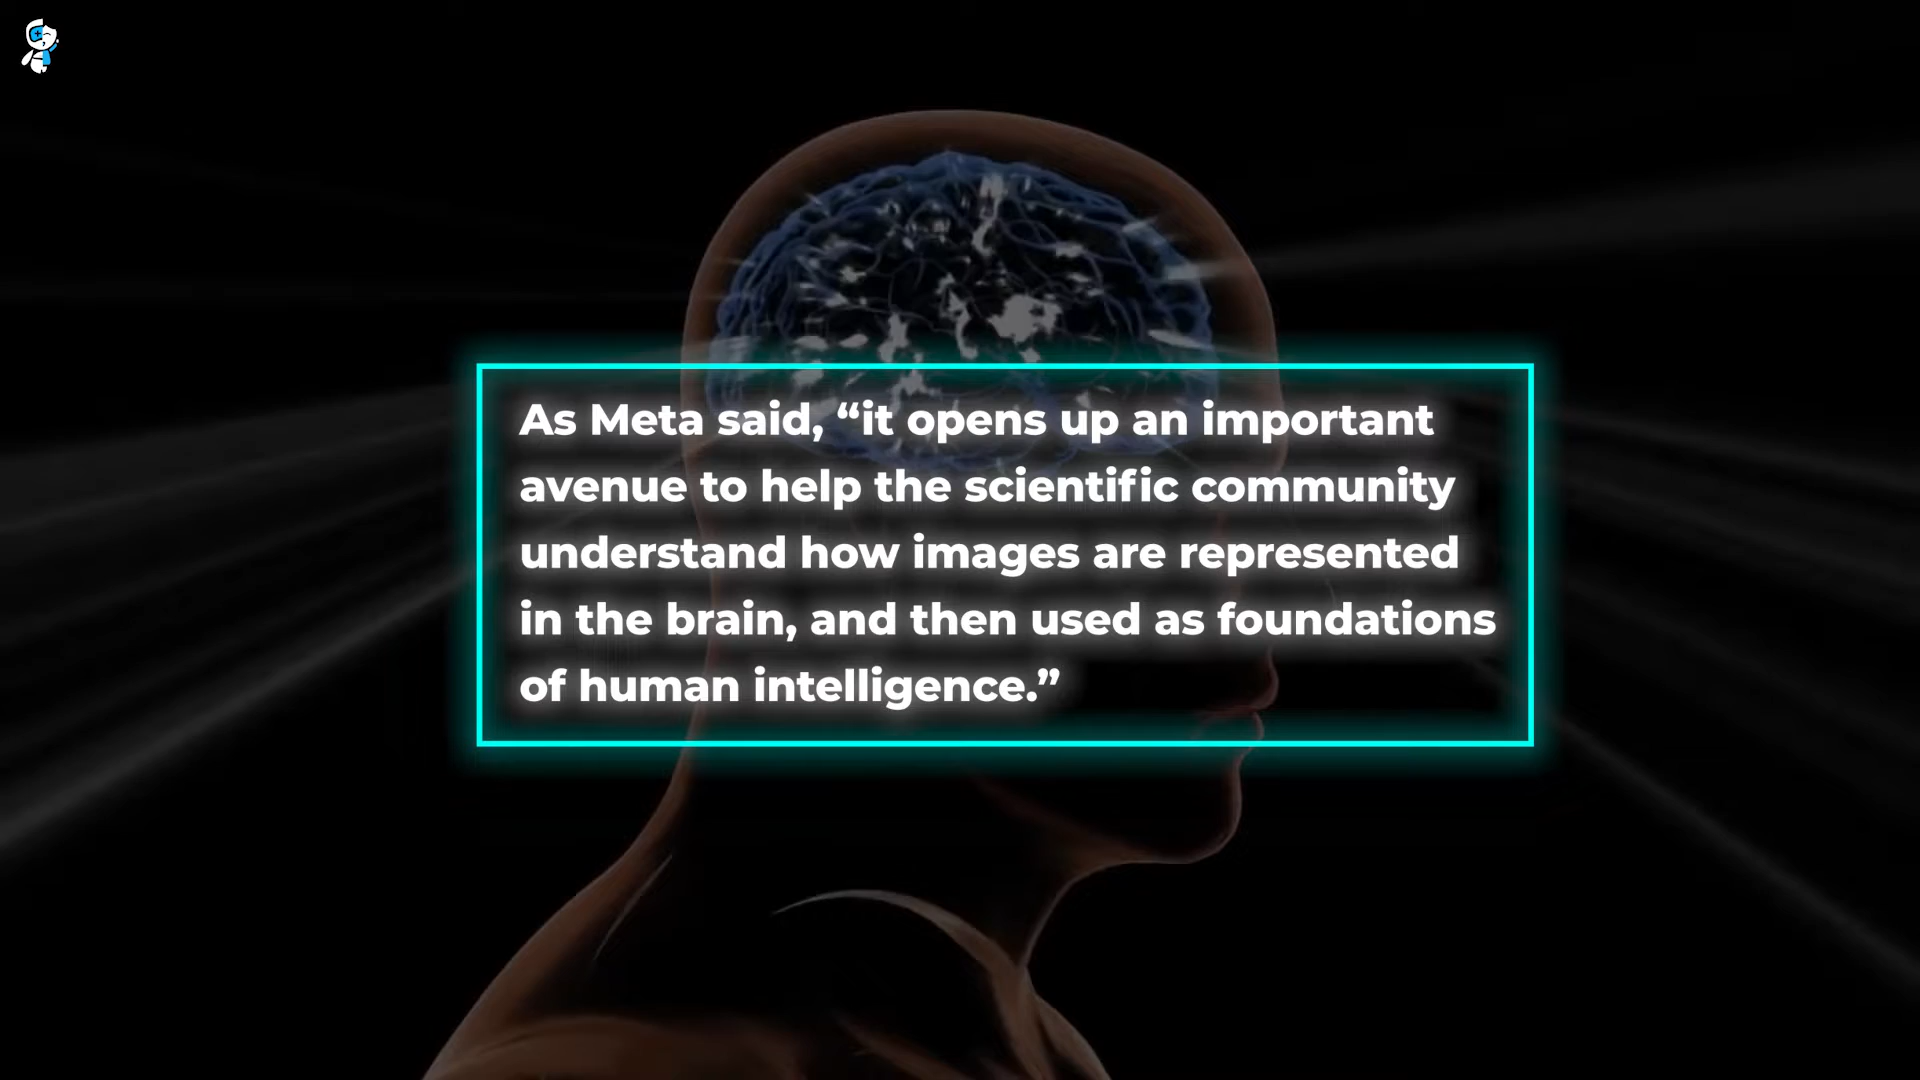 As Meta said, “it opens up an important
avenue to help the scientific community
understand how images are represented
in the brain, and then used as foundations
of human intelligence.”